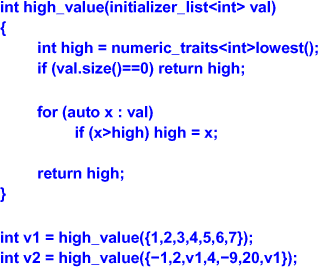 int high_value(initializer_list<int> val)
{
int high = numeric_traits<int>lowest();
if (val.size()==0) return high;
for (auto x : val)
if (x>high) high = x;
return high;
}
int v1 = high_value({1,2,3,4,5,6,7});
int v2 = high_value({−1,2,v1,4,−9,20,v1});